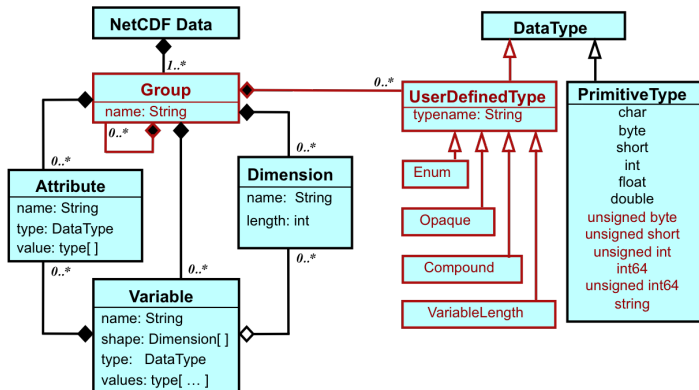 NetCDF Data
1..*
Group
name: String
0..*
0..*
0..*
0..*
Attribute
name: String
type: DataType
value: type[ ]
Dimension
name: String
length: int
0..*
0..*
0..*
Variable
name: String
shape: Dimension[ ]
type: DataType
values: type[ … ]
DataType
UserDefinedType
typename: String
Enum
Opaque
Compound
VariableLength
PrimitiveType
char
byte
short
int
float
double
unsigned byte
unsigned short
unsigned int
int64
unsigned int64
string